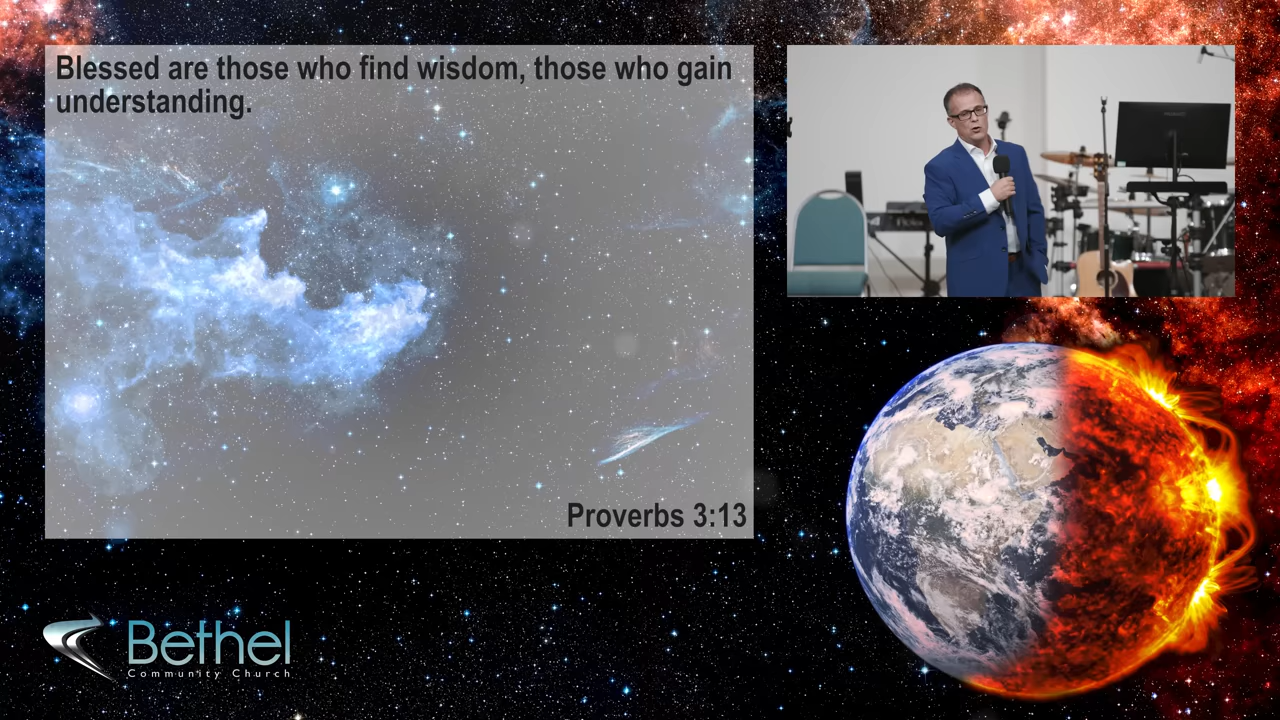 Blessed are those who find wisdom, those who gain
understanding.
Proverbs 3:13
Bethel
Community Church